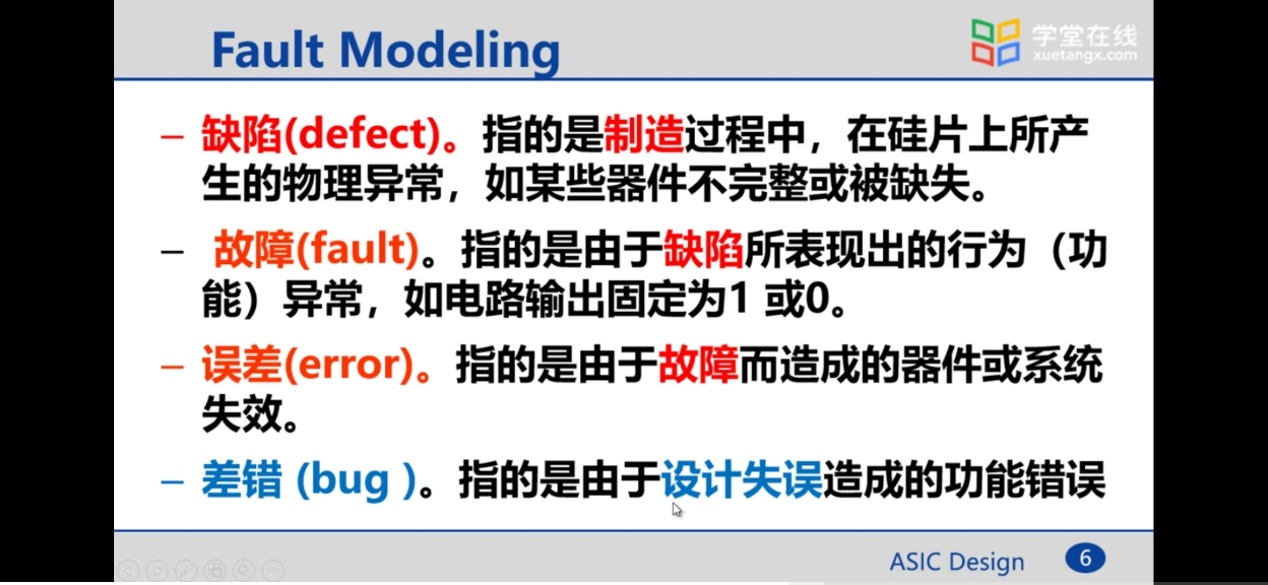 Fault Modeling
学堂在线
xuetangx.com
– 缺陷(defect)。指的是制造过程中，在硅片上所产
生的物理异常，如某些器件不完整或被缺失。
– 故障(fault)。指的是由于缺陷所表现出的行为（功
能）异常，如电路输出固定为1 或0。
– 误差(error)。指的是由于故障而造成的器件或系统
失效。
– 差错 (bug )。指的是由于设计失误造成的功能错误
ASIC Design
6